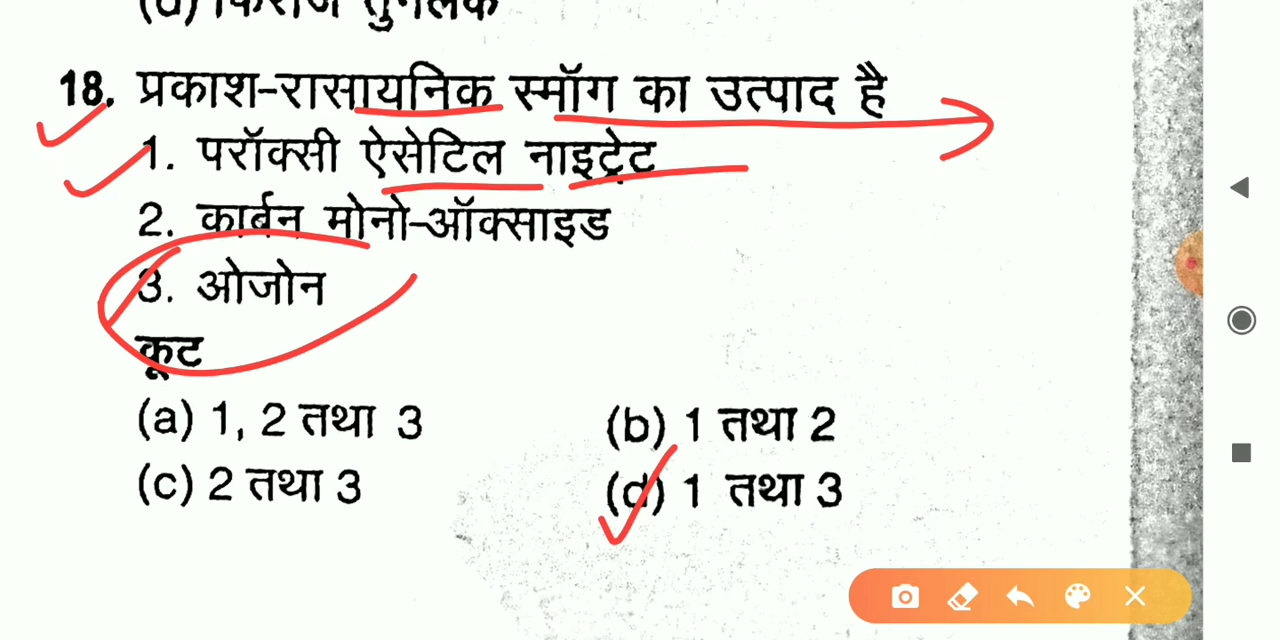 (d) फिरोज तुगलक
18. प्रकाश-रासायनिक स्मॉग का उत्पाद है
1. परॉक्सी ऐसेटिल नाइट्रेट
2. कार्बन मोनो-ऑक्साइड
3. ओजोन
कूट
(a) 1, 2 तथा 3 (b) 1 तथा 2
(c) 2 तथा 3 (d) 1 तथा 3